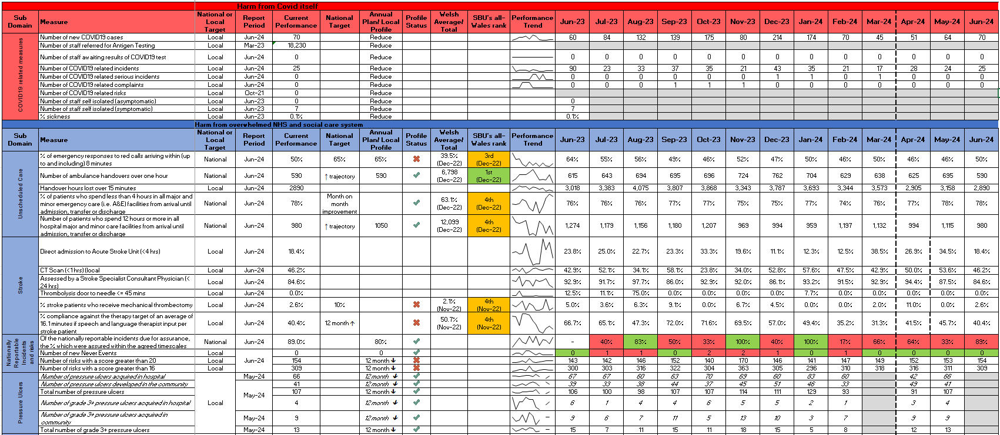 Harm from Covid itself
Sub Domain | Measure | National or Local Target | Report Period | Current Performance | National Target | Annual Plan/ Local Profile | Profile Status | Welsh Average/ Total | SBU's all-Wales rank | Performance Trend | Jun-23 | Jul-23 | Aug-23 | Sep-23 | Oct-23 | Nov-23 | Dec-23 | Jan-24 | Feb-24 | Mar-24 | Apr-24 | May-24 | Jun-24
COVID19 related measures
Number of new COVID19 cases | Local | Jun-24 | 70 | Reduce | 60 | 84 | 132 | 139 | 175 | 80 | 214 | 174 | 70 | 45 | 51 | 64 | 70
Number of staff referred for Antigen Testing | Local | Mar-23 | 18,230 | Reduce
Number of staff awaiting results of COVID19 test | Local | Jun-24 | 0 | Reduce | 0 | 0 | 0 | 0 | 0 | 0 | 0 | 0 | 0 | 0 | 0 | 0 | 0
Number of COVID19 related incidents | Local | Jun-24 | 25 | Reduce | 90 | 23 | 33 | 37 | 35 | 21 | 43 | 35 | 21 | 17 | 28 | 24 | 25
Number of COVID19 related serious incidents | Local | Jun-24 | 0 | Reduce | 0 | 0 | 0 | 0 | 0 | 0 | 1 | 1 | 0 | 1 | 0 | 0 | 0
Number of COVID19 related complaints | Local | Jun-24 | 0 | Reduce | 0 | 0 | 0 | 1 | 1 | 1 | 0 | 0 | 0 | 0 | 0 | 0 | 0
Number of COVID19 related risks | Local | Oct-21 | 0 | Reduce
Number of staff self isolated (asymptomatic) | Local | Jun-23 | 0 | Reduce | 0
Number of staff self isolated (symptomatic) | Local | Jun-23 | 7 | Reduce | 7
% sickness | Local | Jun-23 | 0.1% | Reduce | 0.1%
Harm from overwhelmed NHS and social care system
Sub Domain | Measure | National or Local Target | Report Period | Current Performance | National Target | Annual Plan/ Local Profile | Profile Status | Welsh Average/ Total | SBU's all-Wales rank | Performance Trend | Jun-23 | Jul-23 | Aug-23 | Sep-23 | Oct-23 | Nov-23 | Dec-23 | Jan-24 | Feb-24 | Mar-24 | Apr-24 | May-24 | Jun-24
Unscheduled Care
% of emergency responses to red calls arriving within (up to and including) 8 minutes | National | Jun-24 | 50% | 65% | 65% | ✖ | 39.5% (Dec-22) | 3rd (Dec-22) | 64% | 55% | 56% | 49% | 46% | 52% | 47% | 50% | 46% | 50% | 46% | 46% | 50%
Number of ambulance handovers over one hour | National | Jun-24 | 590 | ↑ trajectory | 590 | ✔ | 6,798 (Dec-22) | 1st (Dec-22) | 615 | 643 | 694 | 695 | 696 | 724 | 762 | 704 | 629 | 638 | 625 | 695 | 590
Handover hours lost over 15 minutes | Local | Jun-24 | 2890 | 3,018 | 3,383 | 4,075 | 3,807 | 3,868 | 3,343 | 3,787 | 3,693 | 3,344 | 3,573 | 2,905 | 3,158 | 2,890
% of patients who spend less than 4 hours in all major and minor emergency care (i.e. A&E) facilities from arrival until admission, transfer or discharge | National | Jun-24 | 78% | Month on month improvement | ✔ | 63.1% (Dec-22) | 4th (Dec-22) | 76% | 76% | 76% | 77% | 77% | 75% | 75% | 77% | 74% | 76% | 77% | 78% | 78%
Number of patients who spend 12 hours or more in all hospital major and minor care facilities from arrival until admission, transfer or discharge | National | Jun-24 | 980 | ↑ trajectory | 1050 | ✔ | 12,099 (Dec-22) | 4th (Dec-22) | 1,274 | 1,179 | 1,156 | 1,180 | 1,207 | 969 | 994 | 959 | 1,197 | 1,132 | 994 | 1,115 | 980
Stroke
Direct admission to Acute Stroke Unit (<4 hrs) | Local | Jun-24 | 18.4% | 23.8% | 25.0% | 22.7% | 23.3% | 33.3% | 19.6% | 11.1% | 12.3% | 12.5% | 38.5% | 26.9% | 34.5% | 18.4%
CT Scan (<1 hrs) (local | Local | Jun-24 | 46.2% | 42.9% | 52.1% | 34.1% | 58.1% | 23.8% | 34.0% | 52.8% | 57.6% | 47.5% | 42.9% | 50.0% | 53.6% | 46.2%
Assessed by a Stroke Specialist Consultant Physician (< 24 hrs) | Local | Jun-24 | 84.6% | 92.9% | 91.7% | 97.7% | 86.0% | 92.9% | 92.0% | 86.1% | 93.2% | 91.5% | 92.9% | 94.4% | 87.5% | 84.6%
Thrombolysis door to needle <= 45 mins | Local | Jun-24 | 0.0% | 12.5% | 11.1% | 75.0% | 0.0% | 0.0% | 0.0% | 0.0% | 7.7% | 0.0% | 0.0% | 0.0% | 0.0% | 0.0%
% stroke patients who receive mechanical thrombectomy | Local | Jun-24 | 2.6% | 10% | ✖ | 2.1% (Nov-22) | 4th (Nov-22) | 5.0% | 3.6% | 6.3% | 9.1% | 0.0% | 6.7% | 4.5% | 0.0% | 0.0% | 2.0% | 11.0% | 0.0% | 2.6%
% compliance against the therapy target of an average of 16.1 minutes if speech and language therapist input per stroke patient | Local | Jun-24 | 40.4% | 12 month ↑ | ✖ | 50.7% (Nov-22) | 4th (Nov-22) | 66.7% | 65.1% | 47.3% | 72.0% | 71.6% | 69.5% | 57.0% | 49.4% | 35.2% | 31.3% | 41.5% | 45.7% | 40.4%
Nationally Reportable Incidents and risks
Of the nationally reportable incidents due for assurance, the % which were assured within the agreed timescales | National | Jun-24 | 89.0% | 80% | ✔ | - | 40% | 83% | 50% | 33% | 100% | 40% | 100% | 17% | 66% | 64% | 33% | 89%
Number of new Never Events | Local | Jun-24 | 0 | 0 | ✔ | 0 | 1 | 1 | 0 | 2 | 2 | 1 | 0 | 1 | 0 | 0 | 0 | 0
Number of risks with a score greater than 20 | Local | 154 | 12 month ↓ | ✖ | 143 | 142 | 146 | 152 | 140 | 170 | 146 | 141 | 147 | 149 | 152 | 153 | 154
Number of risks with a score greater than 16 | Local | 309 | 12 month ↓ | ✖ | 300 | 303 | 316 | 322 | 304 | 363 | 305 | 296 | 310 | 318 | 316 | 311 | 309
Pressure Ulcers
Number of pressure ulcers acquired in hospital | Local | May-24 | 66 | 12 month ↓ | ✔ | 67 | 67 | 60 | 63 | 70 | 69 | 60 | 83 | 60 | 42 | 66
Number of pressure ulcers developed in the community | May-24 | 41 | 12 month ↓ | ✔ | 39 | 33 | 38 | 44 | 37 | 45 | 51 | 46 | 33 | 49 | 41
Total number of pressure ulcers | 107 | 12 month ↓ | ✔ | 106 | 100 | 98 | 107 | 107 | 114 | 111 | 129 | 93 | 91 | 107
Number of grade 3+ pressure ulcers acquired in hospital | 4 | 12 month ↓ | ✔ | 6 | 1 | 4 | 4 | 6 | 5 | 5 | 2 | 1 | 3 | 4
Number of grade 3+ pressure ulcers acquired in community | May-24 | 9 | 12 month ↓ | ✔ | 9 | 6 | 7 | 11 | 5 | 13 | 10 | 3 | 7 | 9 | 9
Total number of grade 3+ pressure ulcers | May-24 | 13 | 12 month ↓ | ✔ | 15 | 7 | 11 | 15 | 11 | 18 | 15 | 5 | 8 | 12 | 13